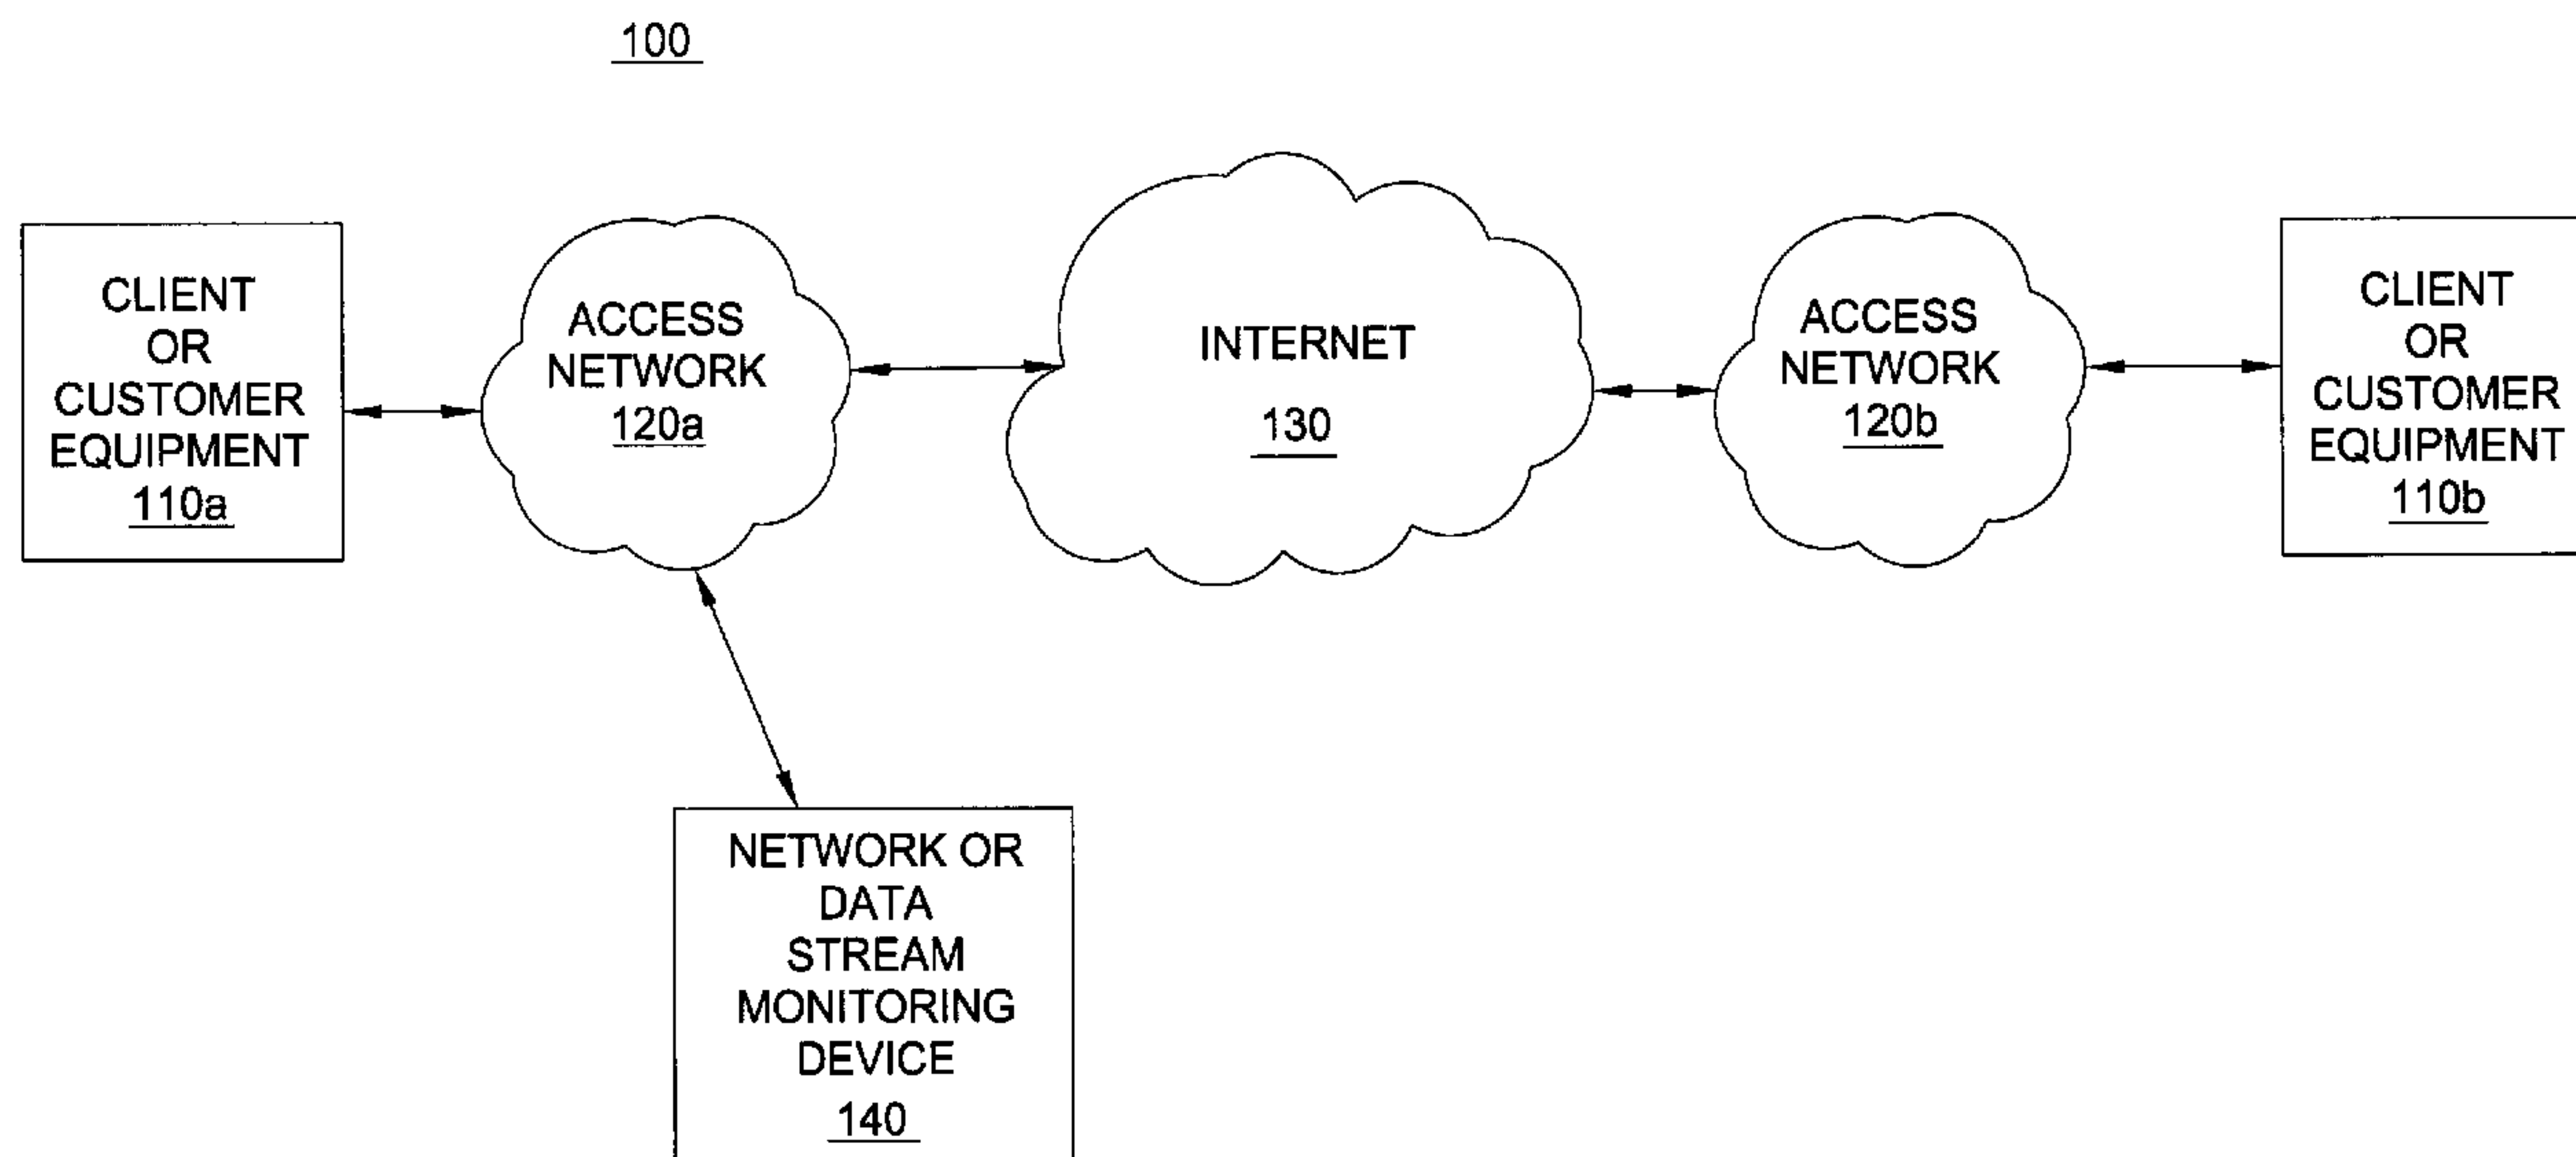 100
CLIENT
OR
CUSTOMER
EQUIPMENT
110a
ACCESS
NETWORK
120a
INTERNET
130
ACCESS
NETWORK
120b
CLIENT
OR
CUSTOMER
EQUIPMENT
110b
NETWORK OR
DATA
STREAM
MONITORING
DEVICE
140